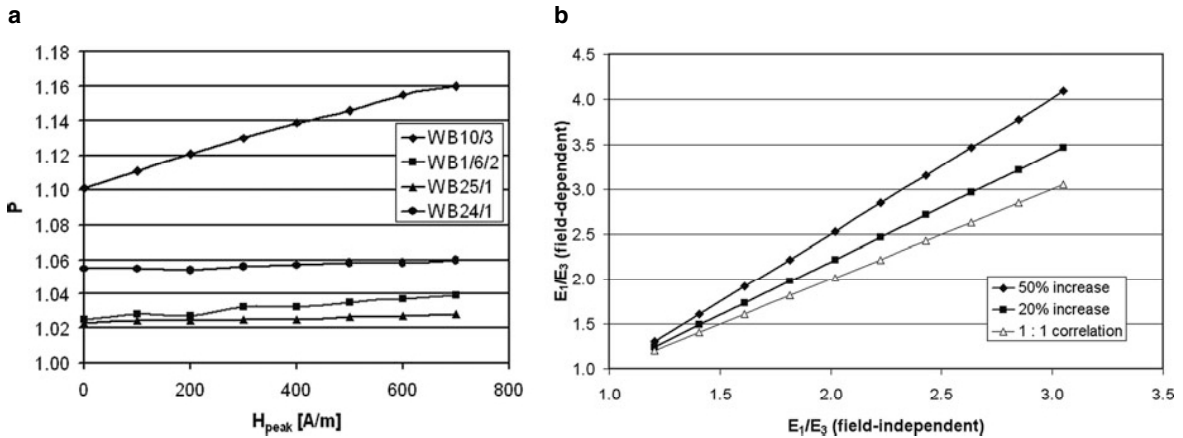 a
1.18
1.16
1.14
1.12
1.10
1.08
1.06
1.04
1.02
1.00
P
0
200
400
600
800
H_peak [A/m]
WB10/3
WB1/6/2
WB25/1
WB24/1
b
4.5
4.0
3.5
3.0
2.5
2.0
1.5
1.0
E₁/E₃ (field-dependent)
1.0
1.5
2.0
2.5
3.0
3.5
E₁/E₃ (field-independent)
50% increase
20% increase
1 : 1 correlation